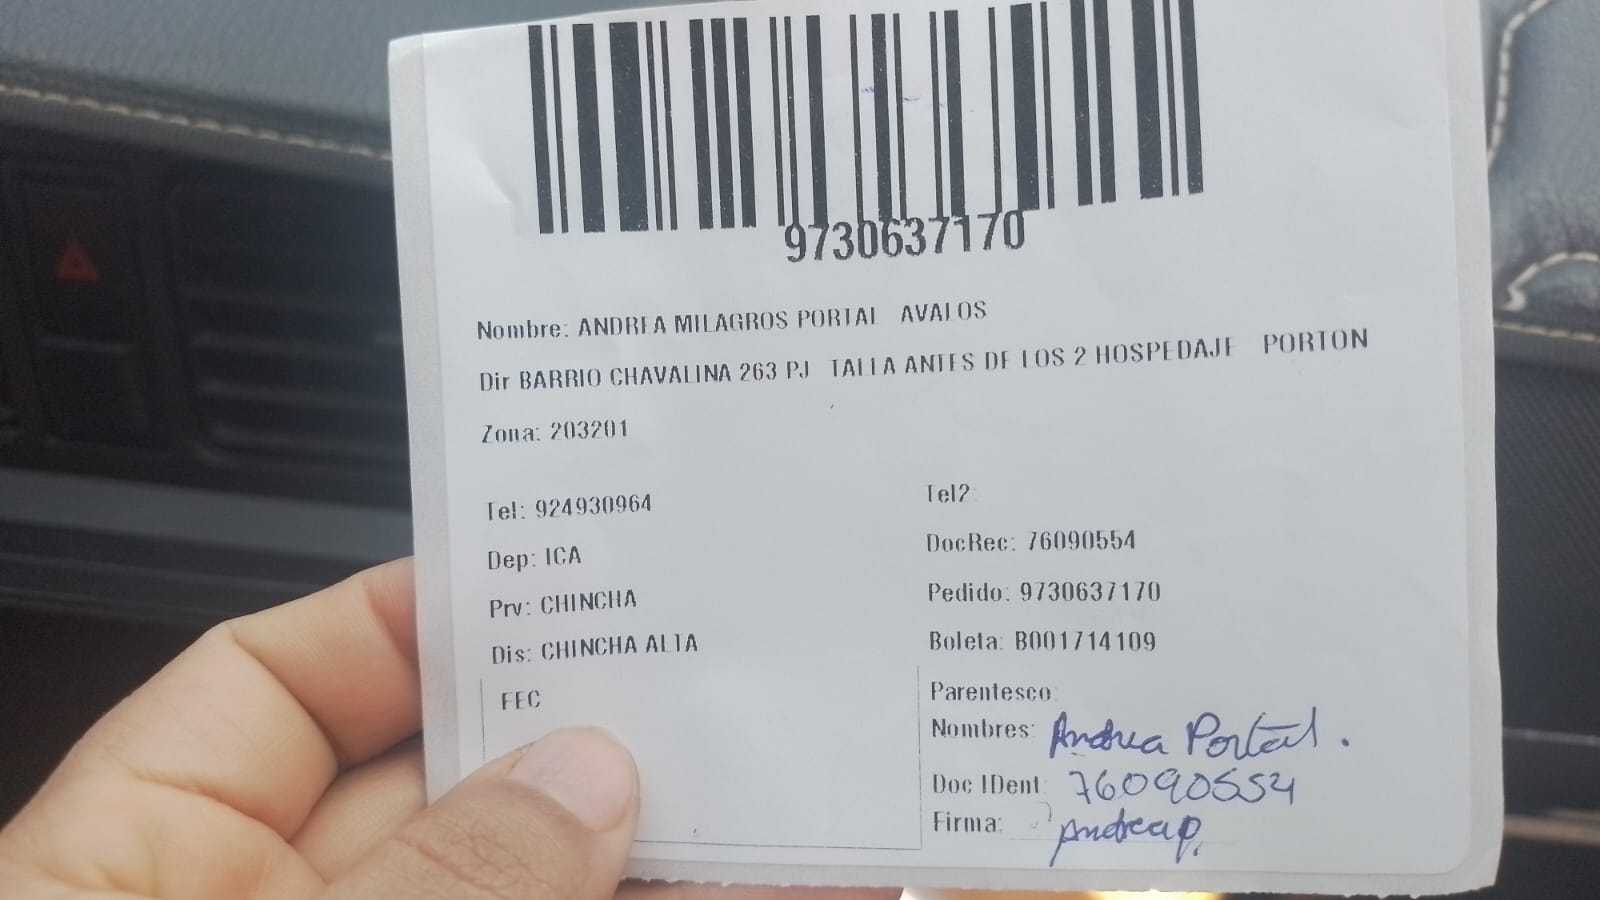 9730637170
Nombre: ANDREA MILAGROS PORTAL AVALOS
Dir BARRIO CHAVALINA 263 PJ TALLA ANTES DE LOS 2 HOSPEDAJE PORTON
Zona: 203201
Tel: 924930964
Tel2:
Dep: ICA
DocRec: 76090554
Prv: CHINCHA
Pedido: 9730637170
Dis: CHINCHA ALTA
Boleta: B001714109
FEC
Parentesco:
Nombres: Andrea Portal.
Doc IDent: 76090554
Firma: Andreap.